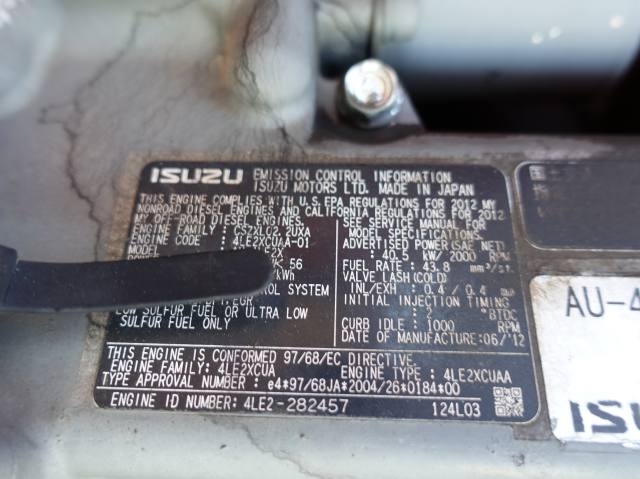 ISUZU EMISSION CONTROL INFORMATION
ISUZU MOTORS LTD. MADE IN JAPAN
THIS ENGINE COMPLIES WITH U.S.EPA REGULATIONS FOR 2012 MY
NONROAD DIESEL ENGINES AND CALIFORNIA REGULATIONS FOR 2012
MY OFF-ROAD DIESEL ENGINES.
ENGINE FAMILY : CSZXL02.2UXA
ENGINE CODE : 4LE2XCUAA-01
MODEL
56
kWh
SYSTEM
LOW SULFUR FUEL OR ULTRA LOW
SULFUR FUEL ONLY
SEE SERVICE MANUAL FOR
MODEL SPECIFICATIONS.
ADVERTISED POWER(SAE NET)
: 40.5 kW/ 2000 RPM
FUEL RATE: 43.8 mm³/st.
VALVE LASH(COLD)
INL/EXH : 0.4 / 0.4 mm
INITIAL INJECTION TIMING
: 2 °BTDC
CURB IDLE : 1000 RPM
DATE OF MANUFACTURE:06/'12
THIS ENGINE IS CONFORMED 97/68/EC DIRECTIVE.
ENGINE FAMILY: 4LE2XCUA ENGINE TYPE : 4LE2XCUAA
TYPE APPROVAL NUMBER : e4*97/68JA*2004/26*0184*00
ENGINE ID NUMBER: 4LE2-282457 124L03
AU-4
ISUZ